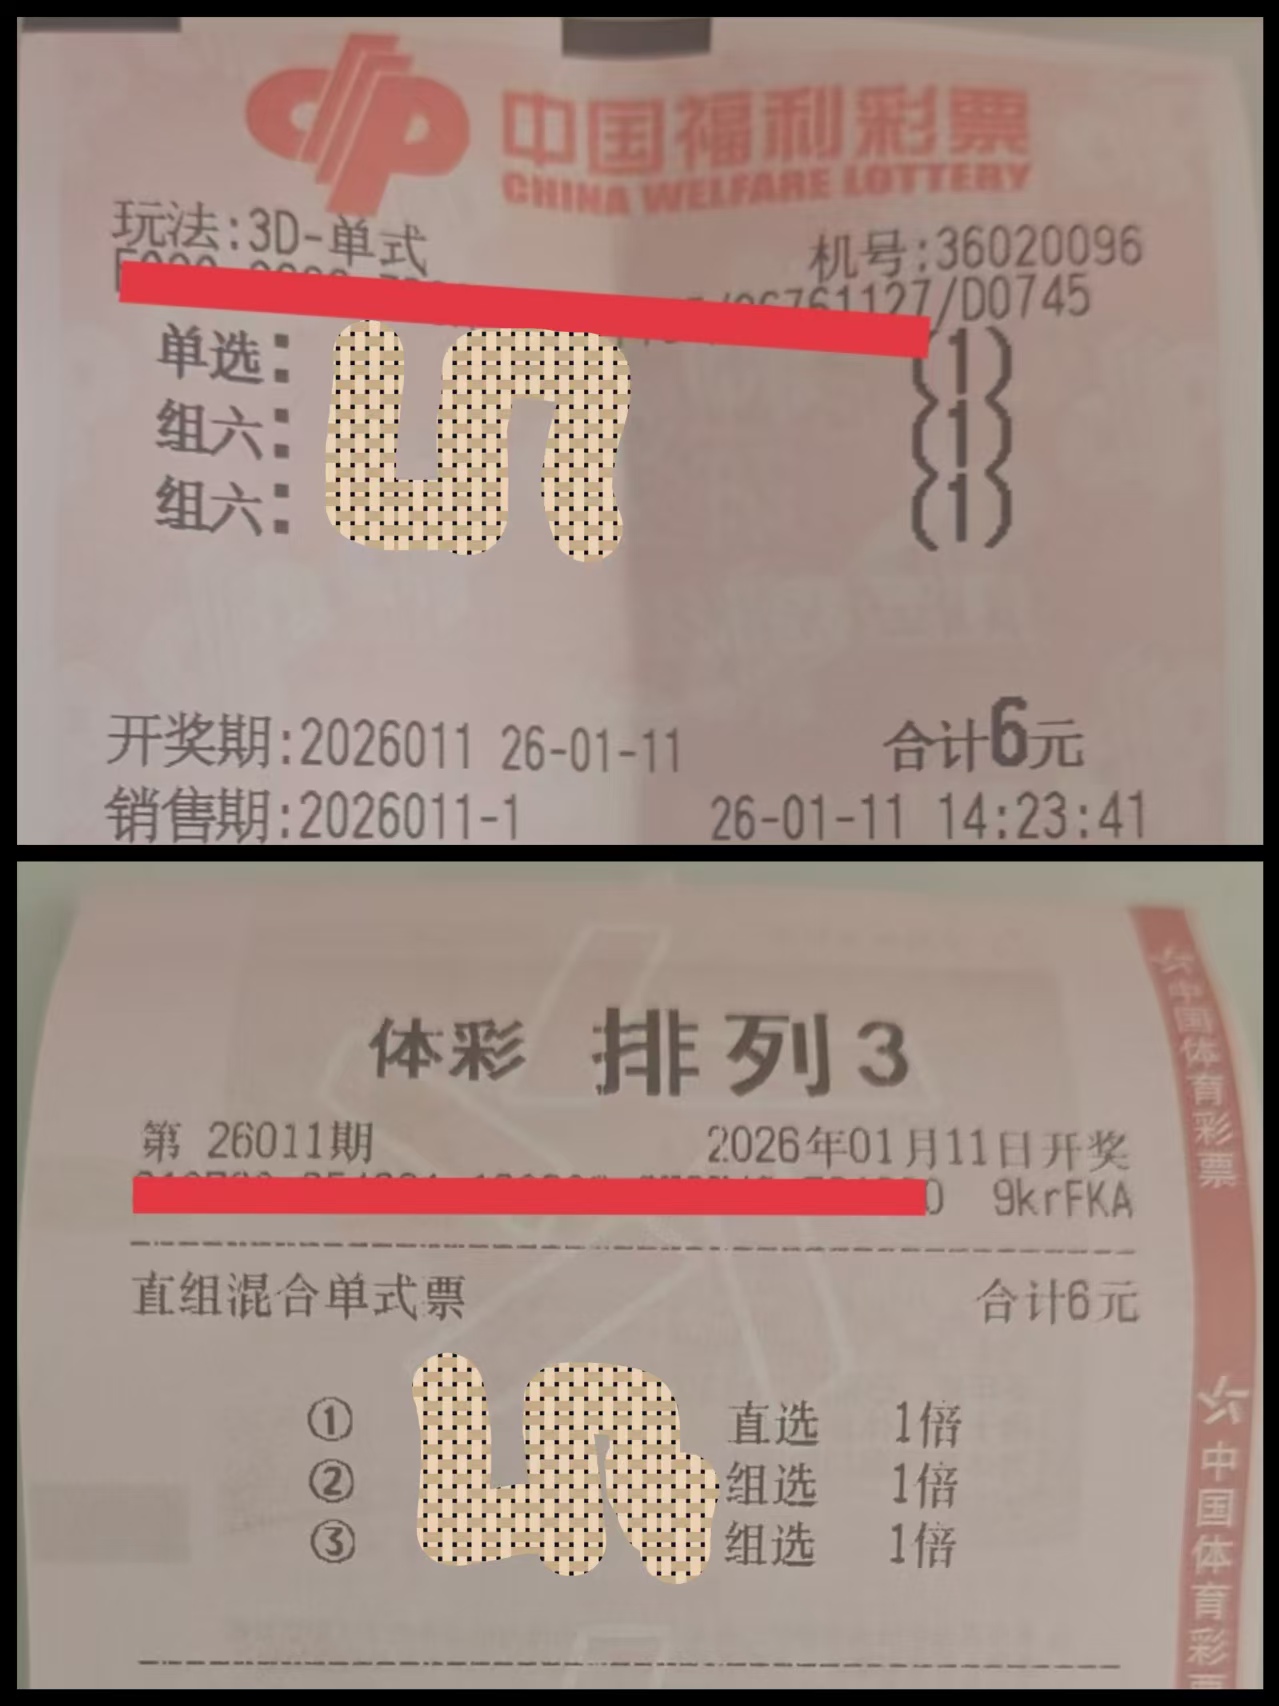 中国福利彩票
CHINA WELFARE LOTTERY
玩法:3D-单式
机号:36020096
61127/D0745
单选: (1)
组六: (1)
组六: (1)
开奖期:2026011 26-01-11 合计6元
销售期:2026011-1 26-01-11 14:23:41
体彩 排列3
第 26011期 2026年01月11日开奖
9krFKA
直组混合单式票 合计6元
① 直选 1倍
② 组选 1倍
③ 组选 1倍
中国体育彩票
中国体育彩票